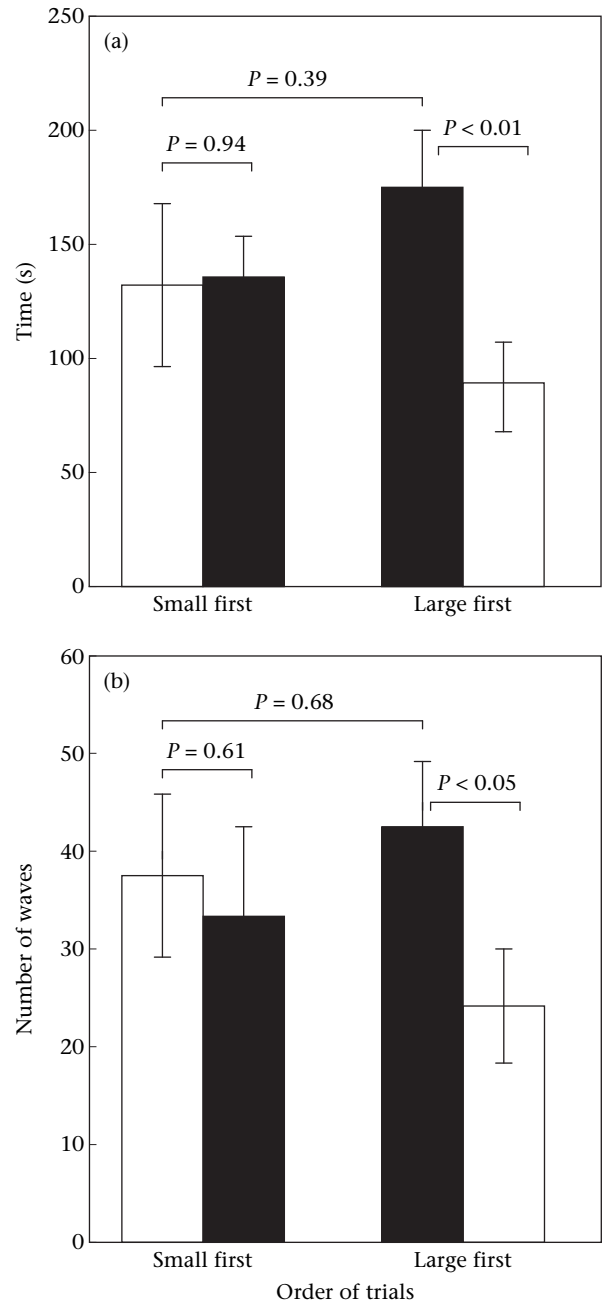 250
(a)
P = 0.39
200
P < 0.01
P = 0.94
150
Time (s)
100
50
0
Small first Large first
60
(b)
P = 0.68
50
P = 0.61
P < 0.05
40
Number of waves
30
20
10
0
Small first Large first
Order of trials